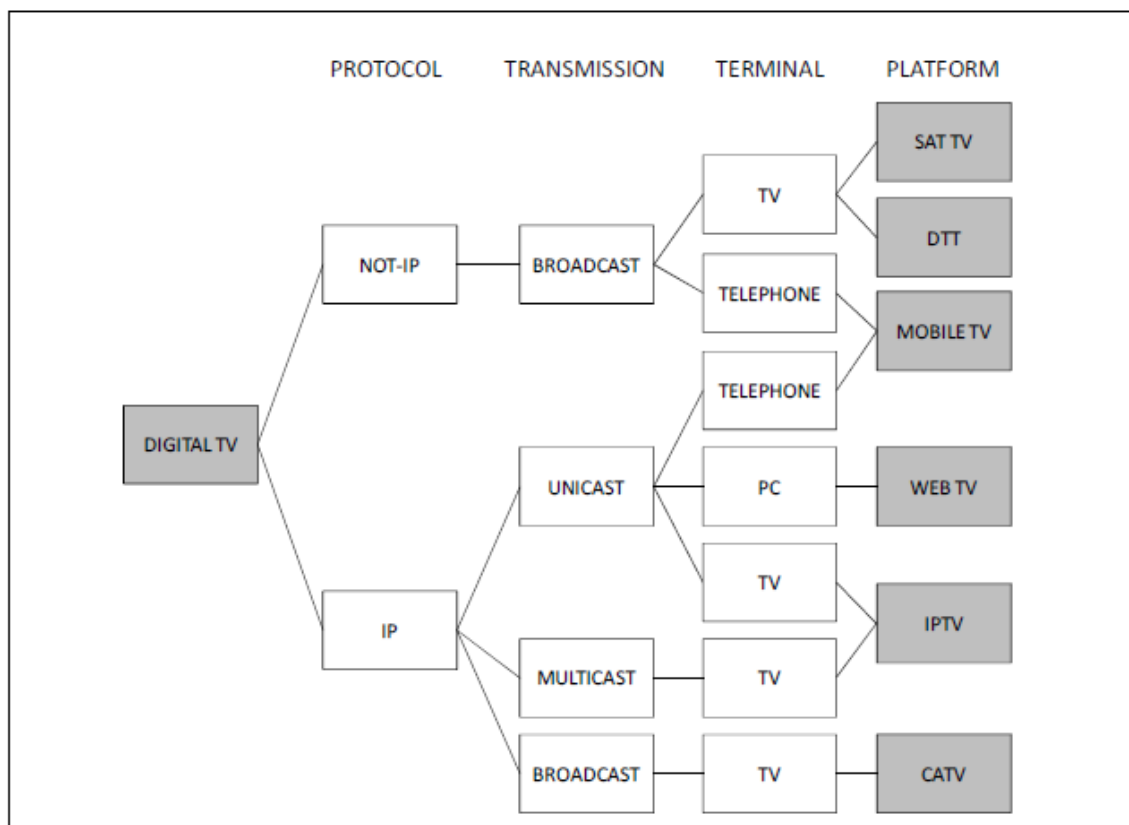 PROTOCOL TRANSMISSION TERMINAL PLATFORM
SAT TV
TV
DTT
NOT-IP BROADCAST
TELEPHONE
MOBILE TV
TELEPHONE
DIGITAL TV
UNICAST PC WEB TV
TV
IPTV
IP
MULTICAST TV
BROADCAST TV CATV